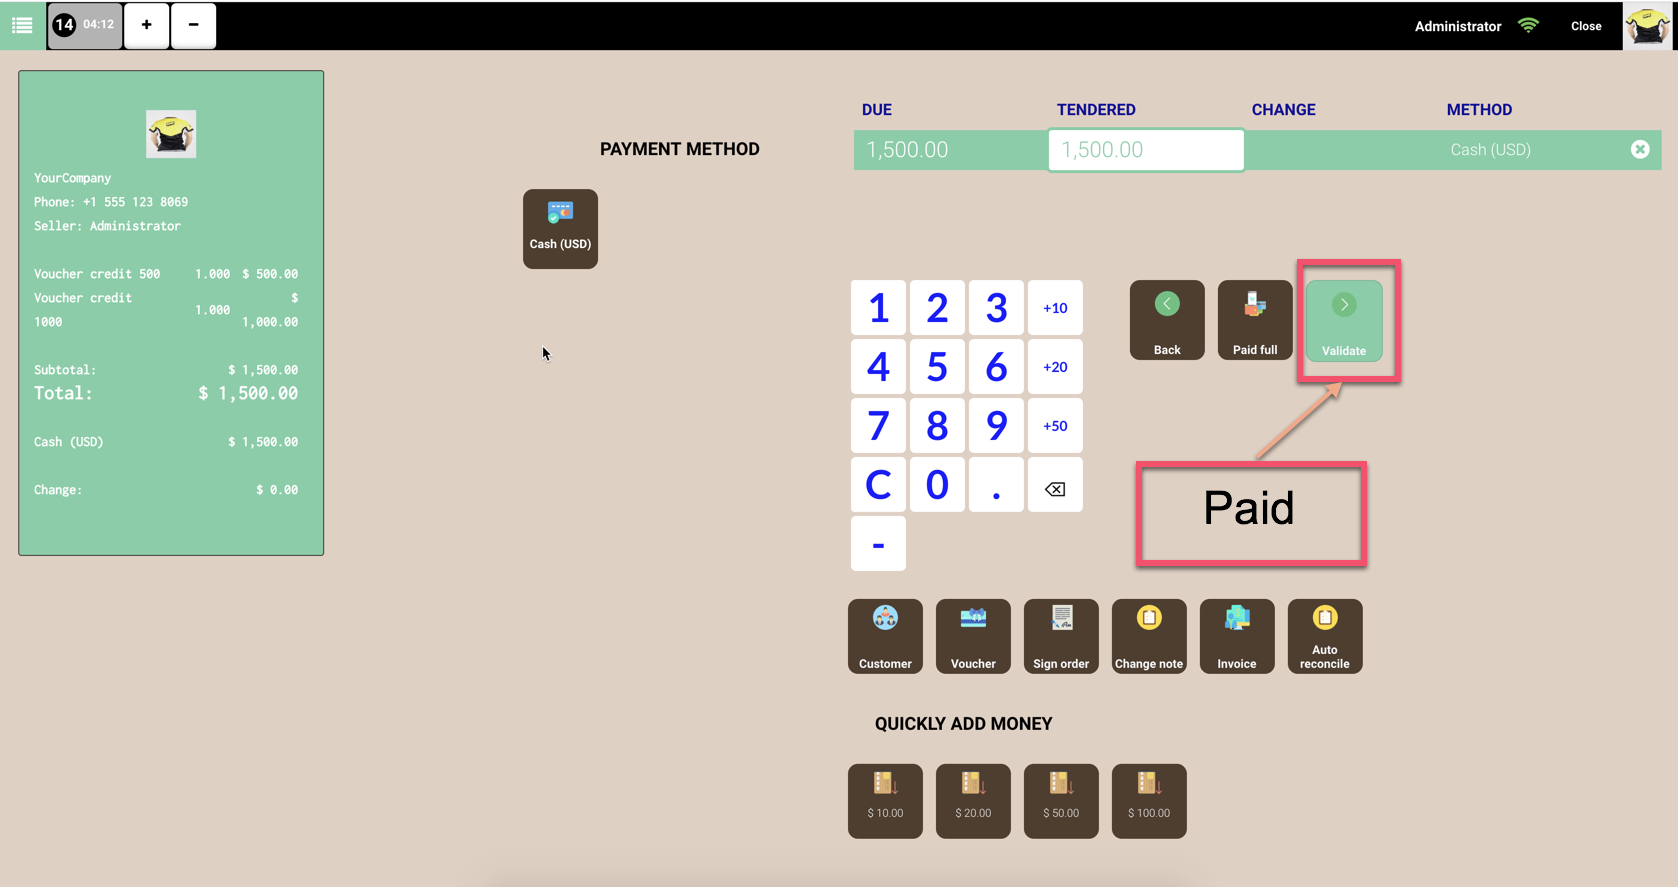 14 04:12 + -
Administrator Close
YourCompany
Phone: +1 555 123 8069
Seller: Administrator
Voucher credit 500 1.000 $ 500.00
Voucher credit $
1.000
1000 1,000.00
Subtotal: $ 1,500.00
Total: $ 1,500.00
Cash (USD) $ 1,500.00
Change: $ 0.00
PAYMENT METHOD
Cash (USD)
DUE TENDERED CHANGE METHOD
1,500.00 1,500.00 Cash (USD)
1 2 3 +10
4 5 6 +20
7 8 9 +50
C 0 .
-
Back Paid full Validate
Paid
Customer Voucher Sign order Change note Invoice Auto
reconcile
QUICKLY ADD MONEY
$ 10.00 $ 20.00 $ 50.00 $ 100.00